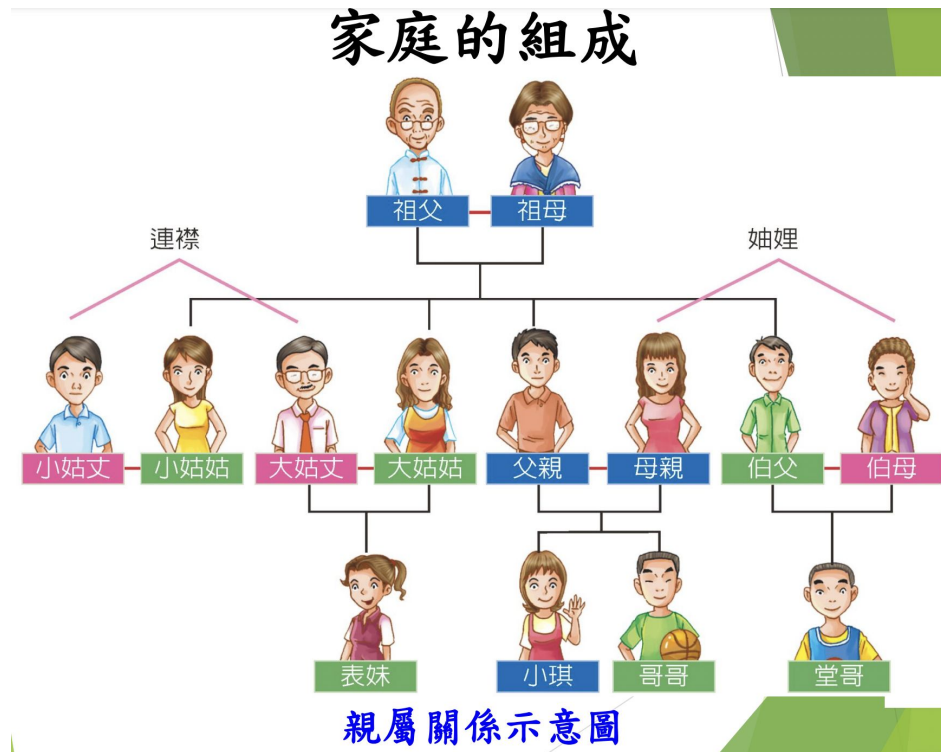 家庭的組成
祖父 祖母
連襟 妯娌
小姑丈 小姑姑 大姑丈 大姑姑 父親 母親 伯父 伯母
表妹 小琪 哥哥 堂哥
親屬關係示意圖